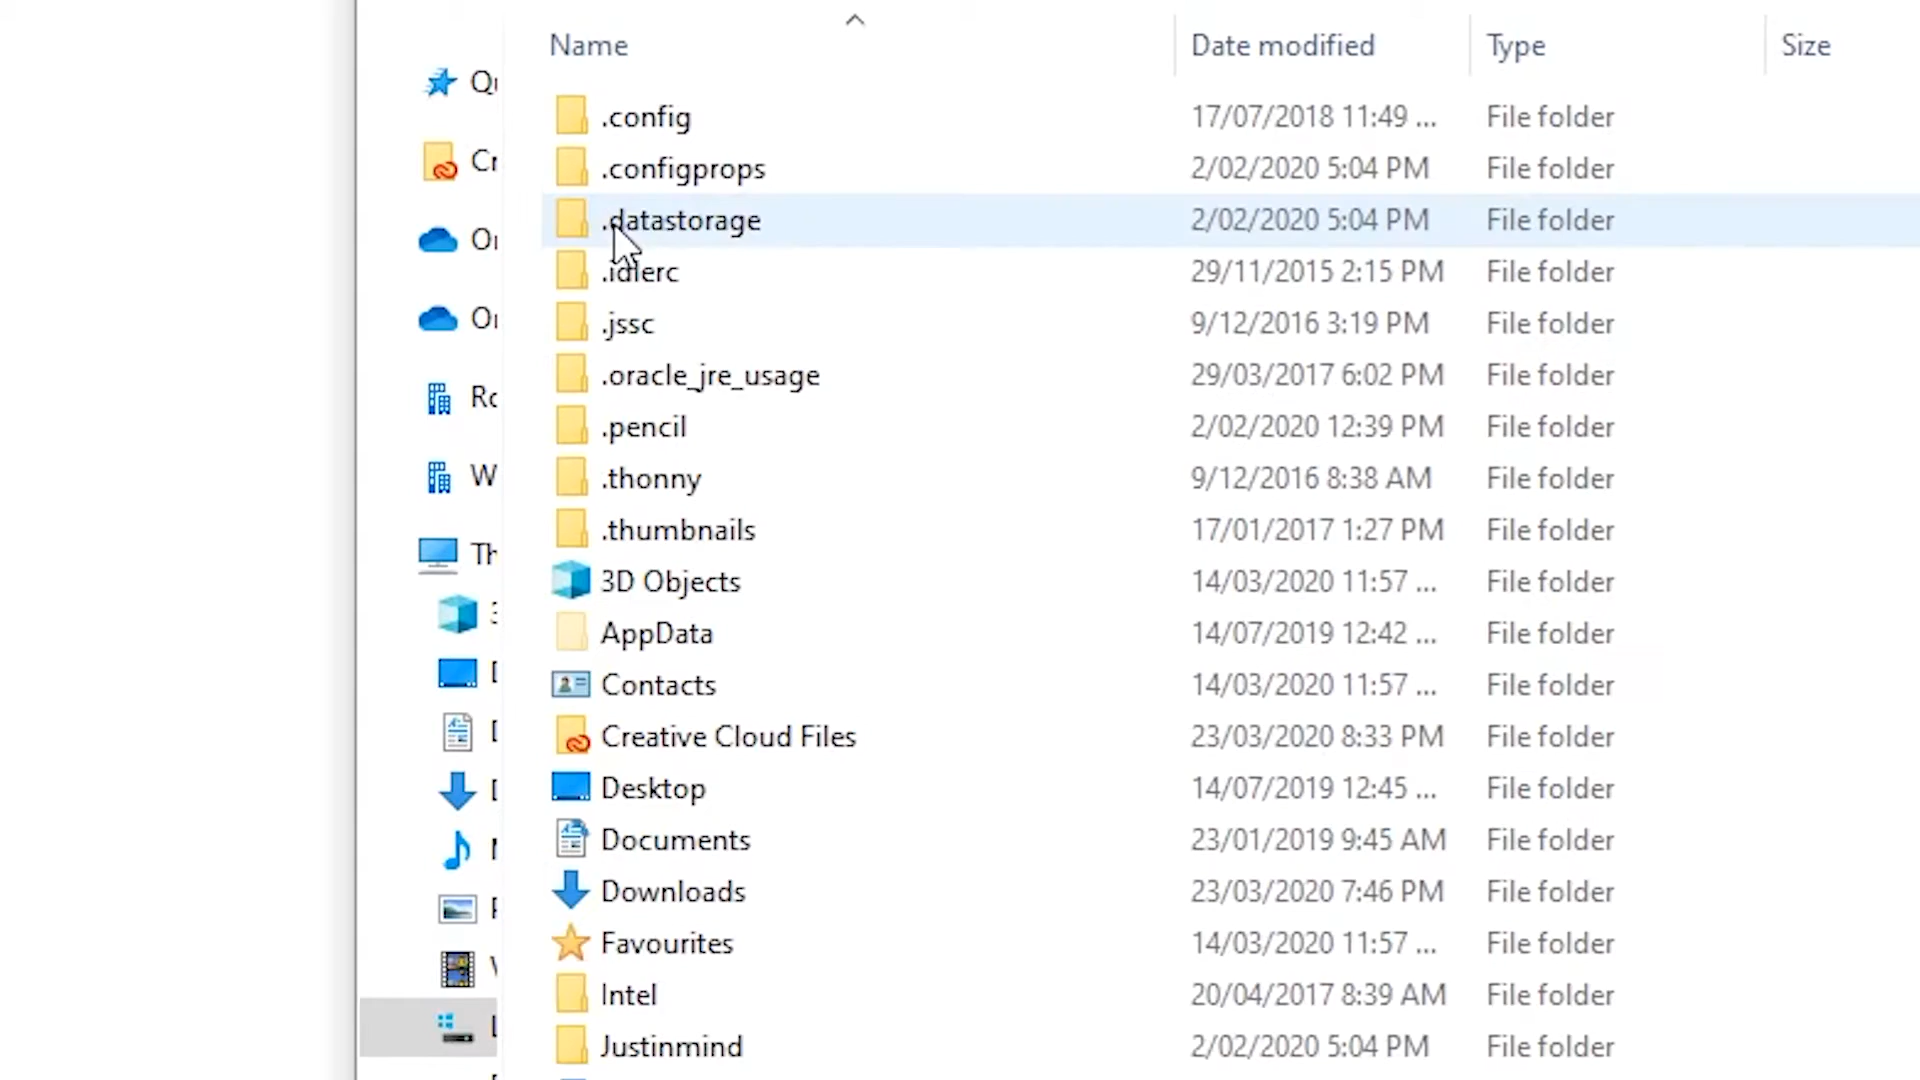 Name Date modified Type Size
.config 17/07/2018 11:49 ... File folder
.configprops 2/02/2020 5:04 PM File folder
.datastorage 2/02/2020 5:04 PM File folder
.idlerc 29/11/2015 2:15 PM File folder
.jssc 9/12/2016 3:19 PM File folder
.oracle_jre_usage 29/03/2017 6:02 PM File folder
.pencil 2/02/2020 12:39 PM File folder
.thonny 9/12/2016 8:38 AM File folder
.thumbnails 17/01/2017 1:27 PM File folder
3D Objects 14/03/2020 11:57 ... File folder
AppData 14/07/2019 12:42 ... File folder
Contacts 14/03/2020 11:57 ... File folder
Creative Cloud Files 23/03/2020 8:33 PM File folder
Desktop 14/07/2019 12:45 ... File folder
Documents 23/01/2019 9:45 AM File folder
Downloads 23/03/2020 7:46 PM File folder
Favourites 14/03/2020 11:57 ... File folder
Intel 20/04/2017 8:39 AM File folder
Justinmind 2/02/2020 5:04 PM File folder